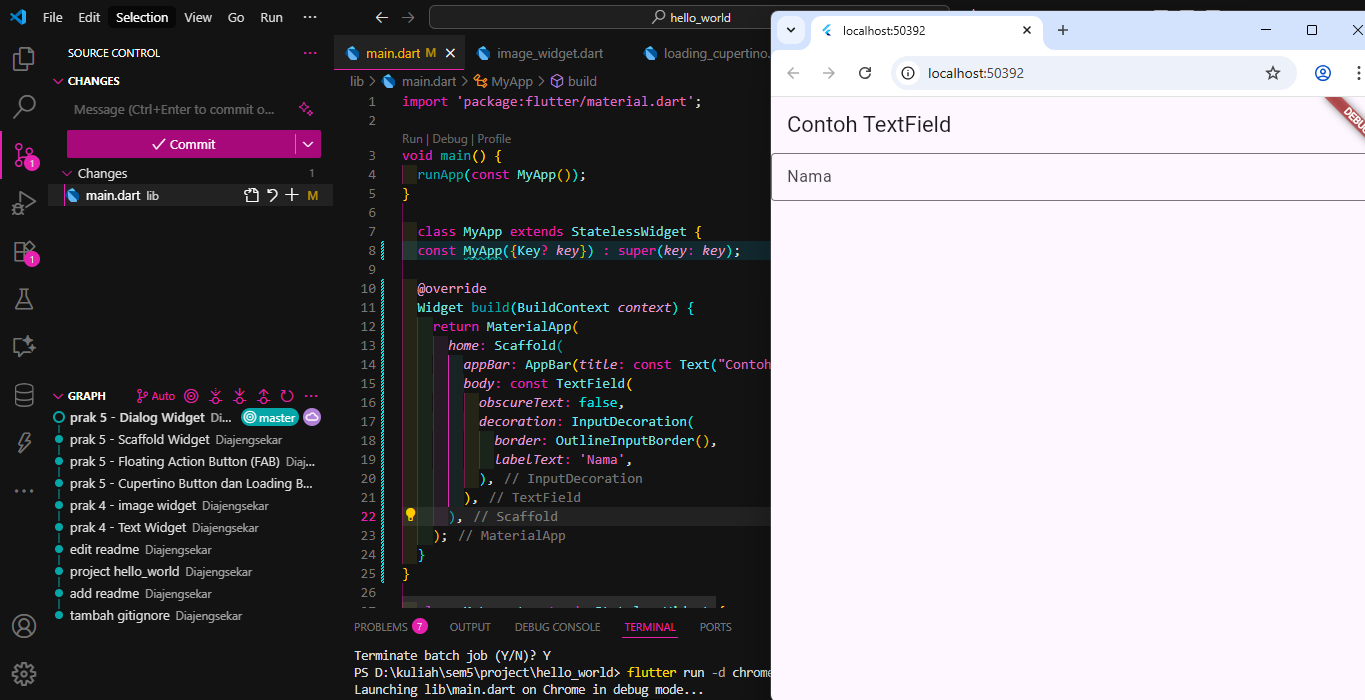 File Edit Selection View Go Run ···
hello_world
SOURCE CONTROL ···
CHANGES
Message (Ctrl+Enter to commit o...
Commit
Changes 1
main.dart lib M
GRAPH Auto ···
prak 5 - Dialog Widget Di... master
prak 5 - Scaffold Widget Diajengsekar
prak 5 - Floating Action Button (FAB) Diaj...
prak 5 - Cupertino Button dan Loading B...
prak 4 - image widget Diajengsekar
prak 4 - Text Widget Diajengsekar
edit readme Diajengsekar
project hello_world Diajengsekar
add readme Diajengsekar
tambah gitignore Diajengsekar
1
1
main.dart M image_widget.dart loading_cupertino.
lib > main.dart > MyApp > build
1 import 'package:flutter/material.dart';
2
Run | Debug | Profile
3 void main() {
4 runApp(const MyApp());
5 }
6
7 class MyApp extends StatelessWidget {
8 const MyApp({Key? key}) : super(key: key);
9
10 @override
11 Widget build(BuildContext context) {
12 return MaterialApp(
13 home: Scaffold(
14 appBar: AppBar(title: const Text("Contoh
15 body: const TextField(
16 obscureText: false,
17 decoration: InputDecoration(
18 border: OutlineInputBorder(),
19 labelText: 'Nama',
20 ), // InputDecoration
21 ), // TextField
22 ), // Scaffold
23 ); // MaterialApp
24 }
25 }
26
PROBLEMS 7 OUTPUT DEBUG CONSOLE TERMINAL PORTS
Terminate batch job (Y/N)? Y
PS D:\kuliah\sem5\project\hello_world> flutter run -d chrome
Launching lib\main.dart on Chrome in debug mode...
localhost:50392
localhost:50392
Contoh TextField
DEBUG
Nama